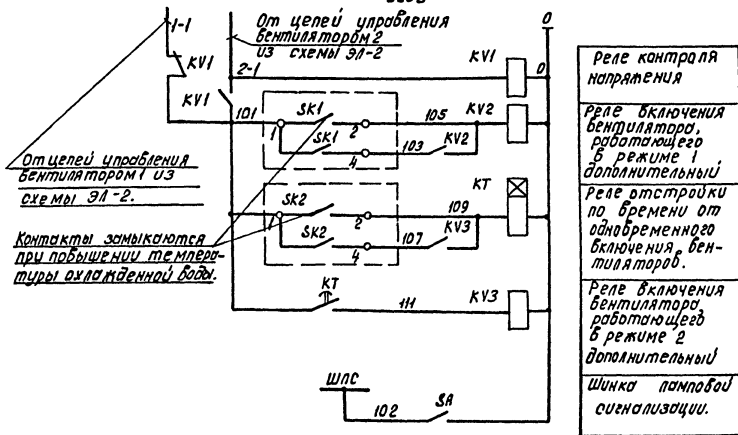 1-1
От цепей управления
вентилятором 2
из схемы ЭЛ-2
0
KV1
2-1
KV1
0
KV1
101
SK1
105
KV2
1
2
SK1
103
KV2
4
От цепей управления
вентилятором 1 из
схемы ЭЛ-2.
KT
SK2
109
1
2
SK2
107
KV3
4
Контакты замыкаются
при повышении темпера-
туры охлажденной воды.
KT
111
KV3
ШЛС
102
SA
Реле контроля
напряжения
Реле включения
вентилятора,
работающего
в режиме 1
дополнительный
Реле отстройки
по времени от
одновременного
включения вен-
тиляторов.
Реле включения
вентилятора,
работающего
в режиме 2
дополнительный
Шинка ламповой
сигнализации.